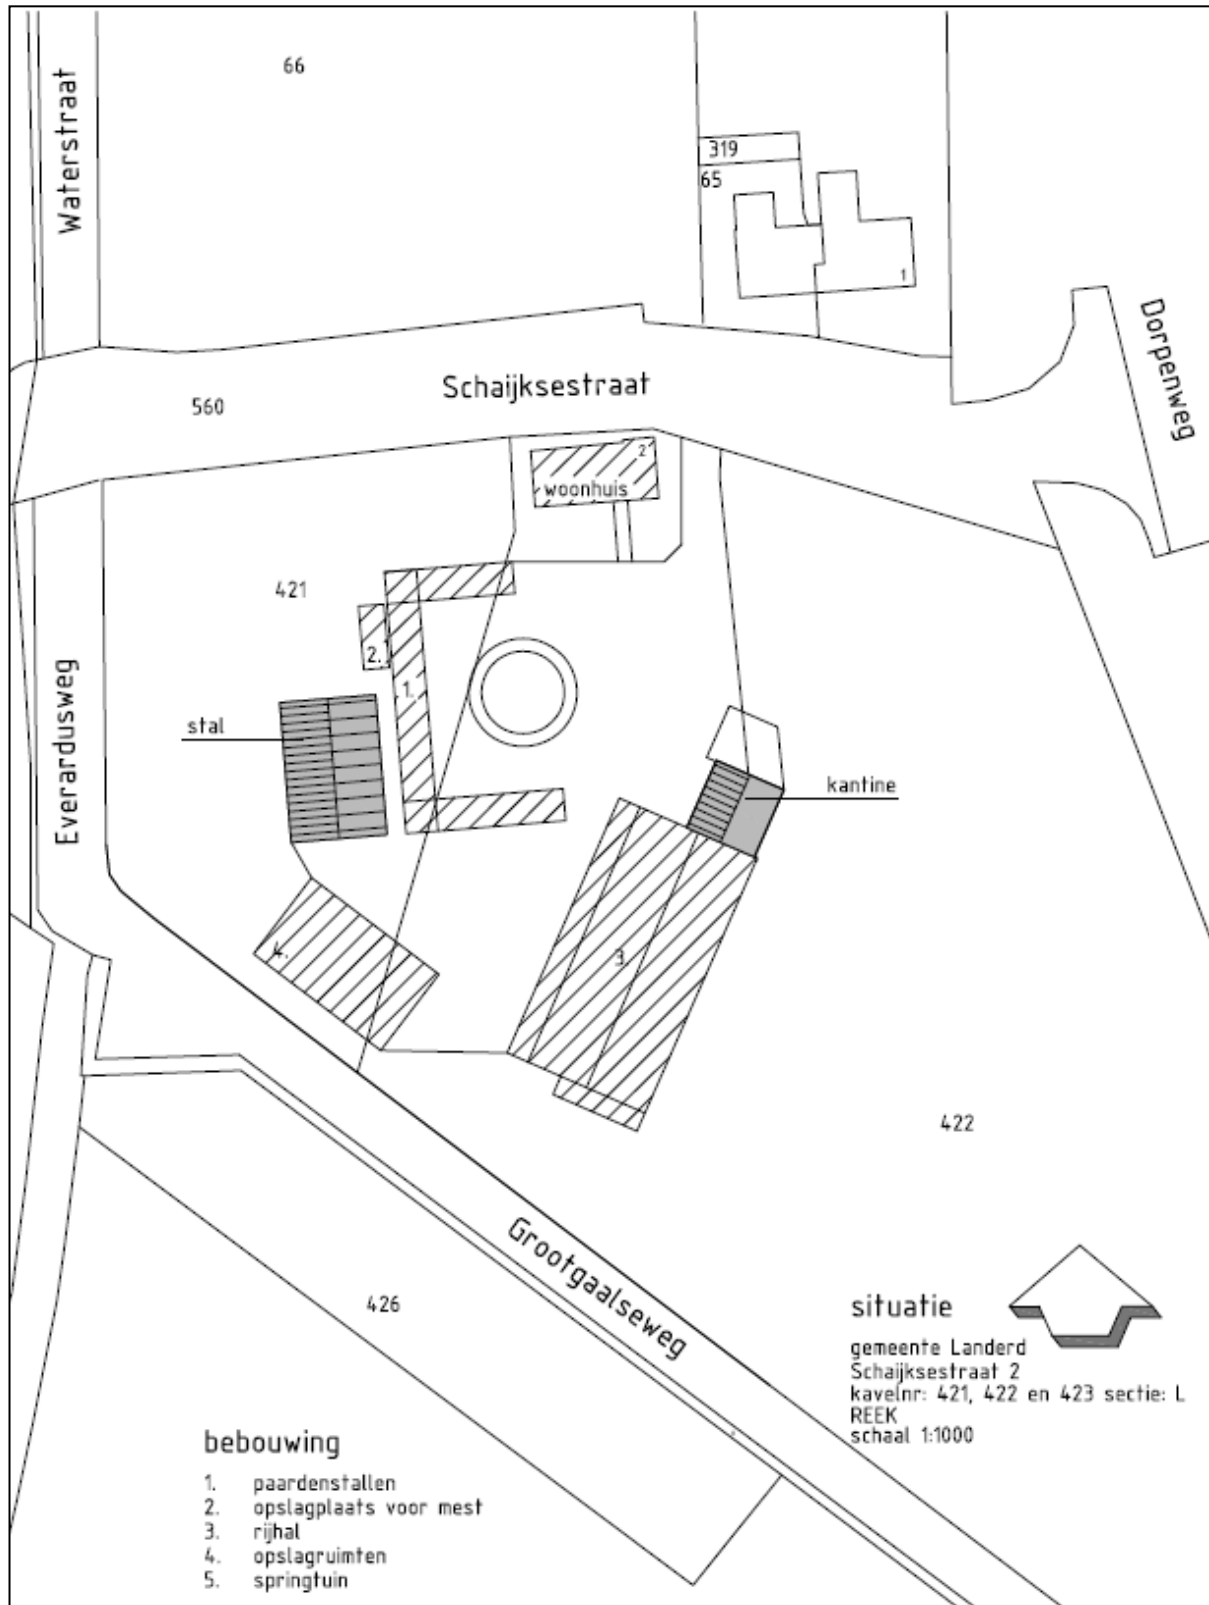 66
Waterstraat
319
65
1
Dorpenweg
Schaijksestraat
560
2
woonhuis
421
2.
1.
Everardusweg
stal
kantine
4.
3.
422
Grootgaalseweg
426
situatie
gemeente Landerd
Schaijksestraat 2
kavelnr: 421, 422 en 423 sectie: L
REEK
schaal 1:1000
bebouwing
1. paardenstallen
2. opslagplaats voor mest
3. rijhal
4. opslagruimten
5. springtuin